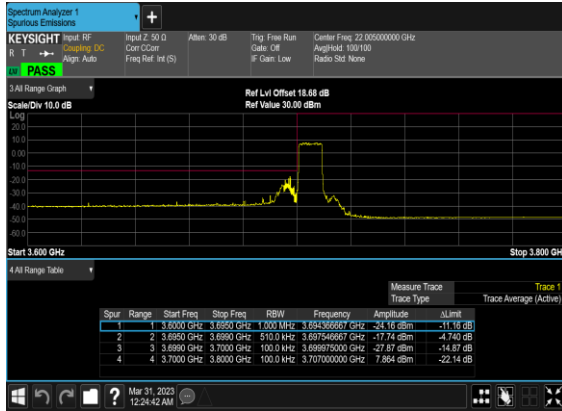 Spectrum Analyzer 1
Spurious Emissions
KEYSIGHT Input: RF Input Z: 50 Ω Atten: 30 dB Trig: Free Run Center Freq: 22.005000000 GHz
R T Coupling: DC Corr CCorr Gate: Off Avg|Hold: 100/100
Align: Auto Freq Ref: Int (S) IF Gain: Low Radio Std: None
PASS
3 All Range Graph Ref Lvl Offset 18.68 dB
Scale/Div 10.0 dB Ref Value 30.00 dBm
Log
20.0
10.0
0.00
-10.0
-20.0
-30.0
-40.0
-50.0
-60.0
Start 3.600 GHz Stop 3.800 GH
4 All Range Table
Measure Trace Trace 1
Trace Type Trace Average (Active)
Spur Range Start Freq Stop Freq RBW Frequency Amplitude ΔLimit
1 1 3.6000 GHz 3.6950 GHz 1.000 MHz 3.694366667 GHz -24.16 dBm -11.16 dB
2 2 3.6950 GHz 3.6990 GHz 510.0 kHz 3.697546667 GHz -17.74 dBm -4.740 dB
3 3 3.6990 GHz 3.7000 GHz 100.0 kHz 3.699975000 GHz -27.87 dBm -14.87 dB
4 4 3.7000 GHz 3.8000 GHz 100.0 kHz 3.707000000 GHz 7.864 dBm -22.14 dB
Mar 31, 2023
12:24:42 AM